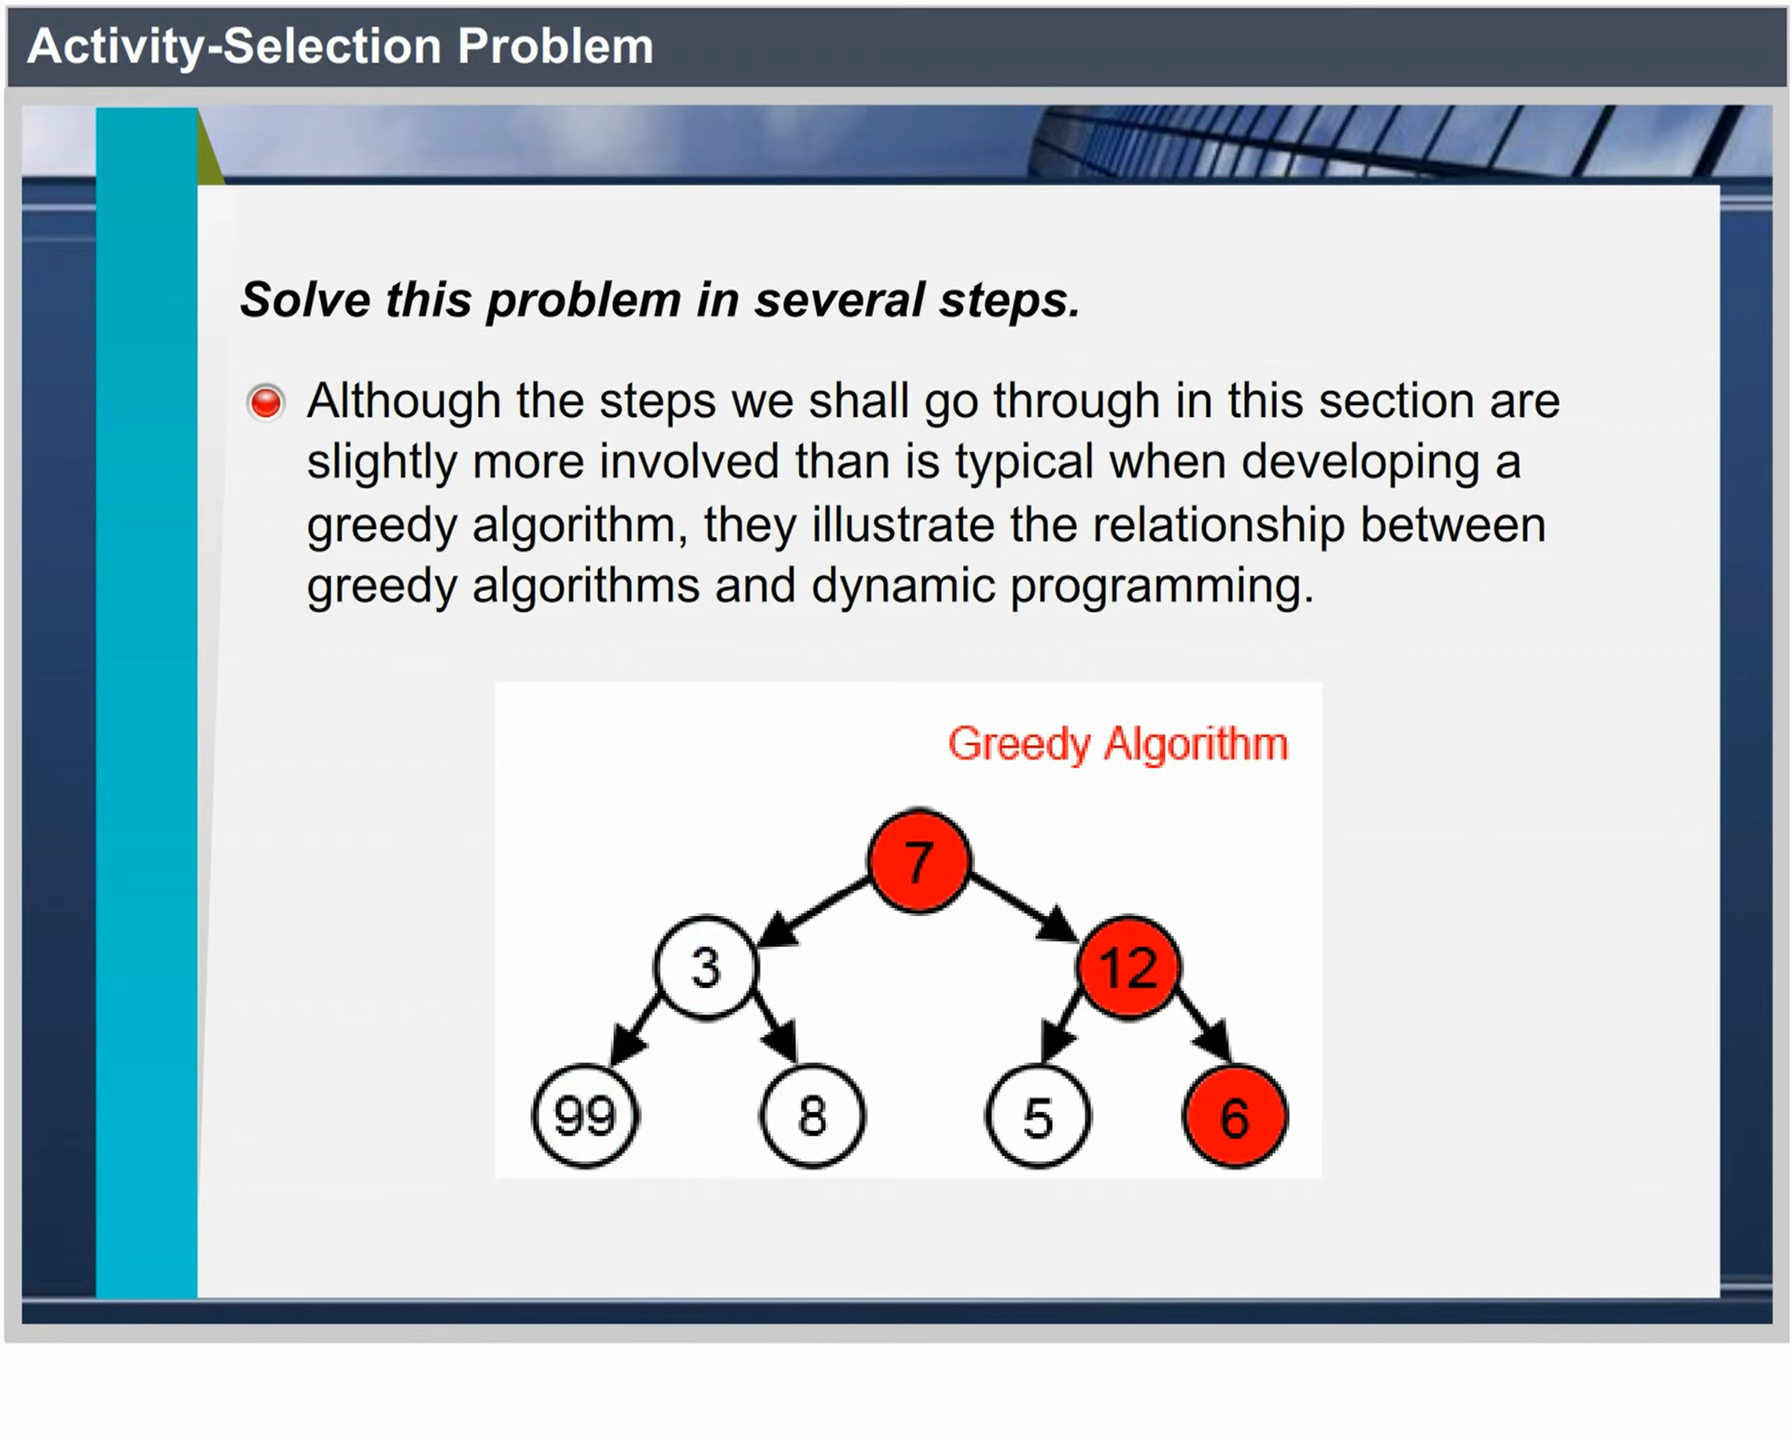 Activity-Selection Problem
Solve this problem in several steps.
Although the steps we shall go through in this section are
slightly more involved than is typical when developing a
greedy algorithm, they illustrate the relationship between
greedy algorithms and dynamic programming.
Greedy Algorithm
7
3 12
99 8 5 6